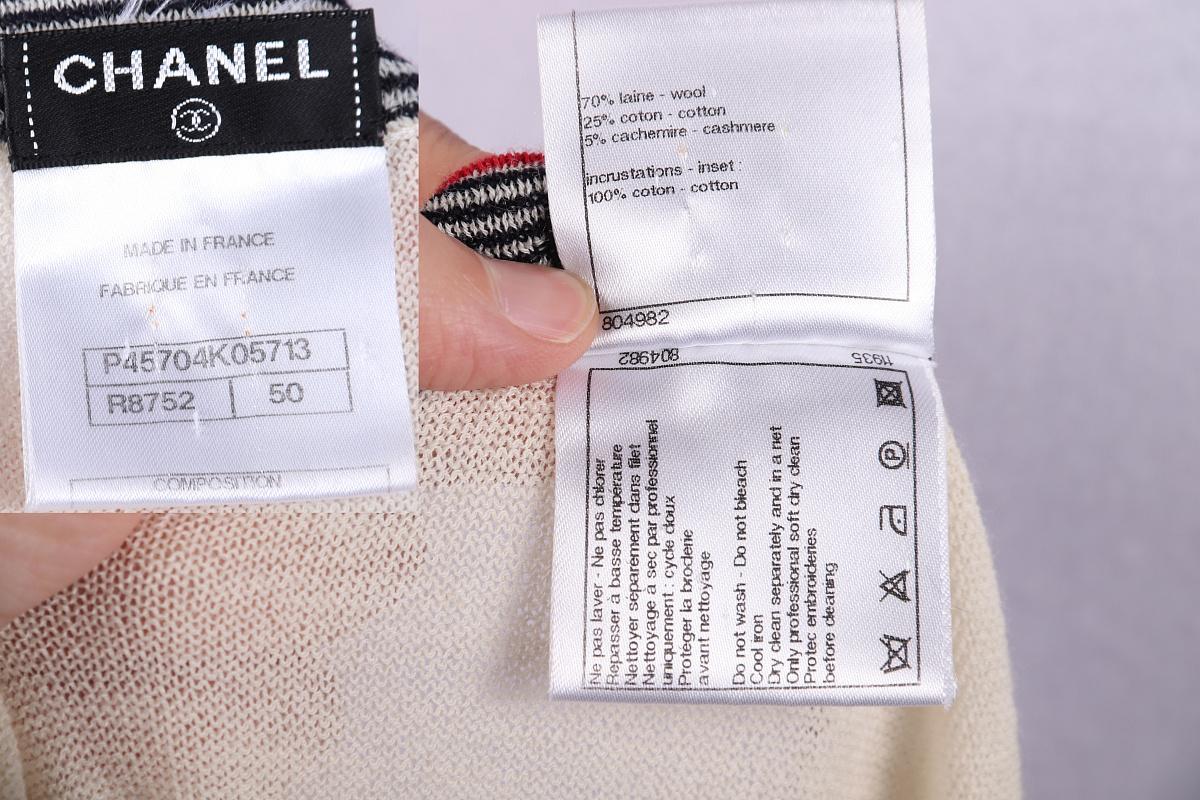 CHANEL
MADE IN FRANCE
FABRIQUE EN FRANCE
P45704K05713
R8752 50
COMPOSITION
70% laine - wool
25% coton - cotton
5% cachemire - cashmere
incrustations - inset :
100% coton - cotton
804982
804982
11935
Ne pas laver - Ne pas chlorer
Repasser à basse temperature
Nettoyer separément dans filet
Nettoyage à sec par professionnel
uniquement : cycle doux
Proteger la broderie
avant nettoyage
Do not wash - Do not bleach
Cool iron
Dry clean separately and in a net
Only professional soft dry clean
Protec embroideries
before cleaning
P